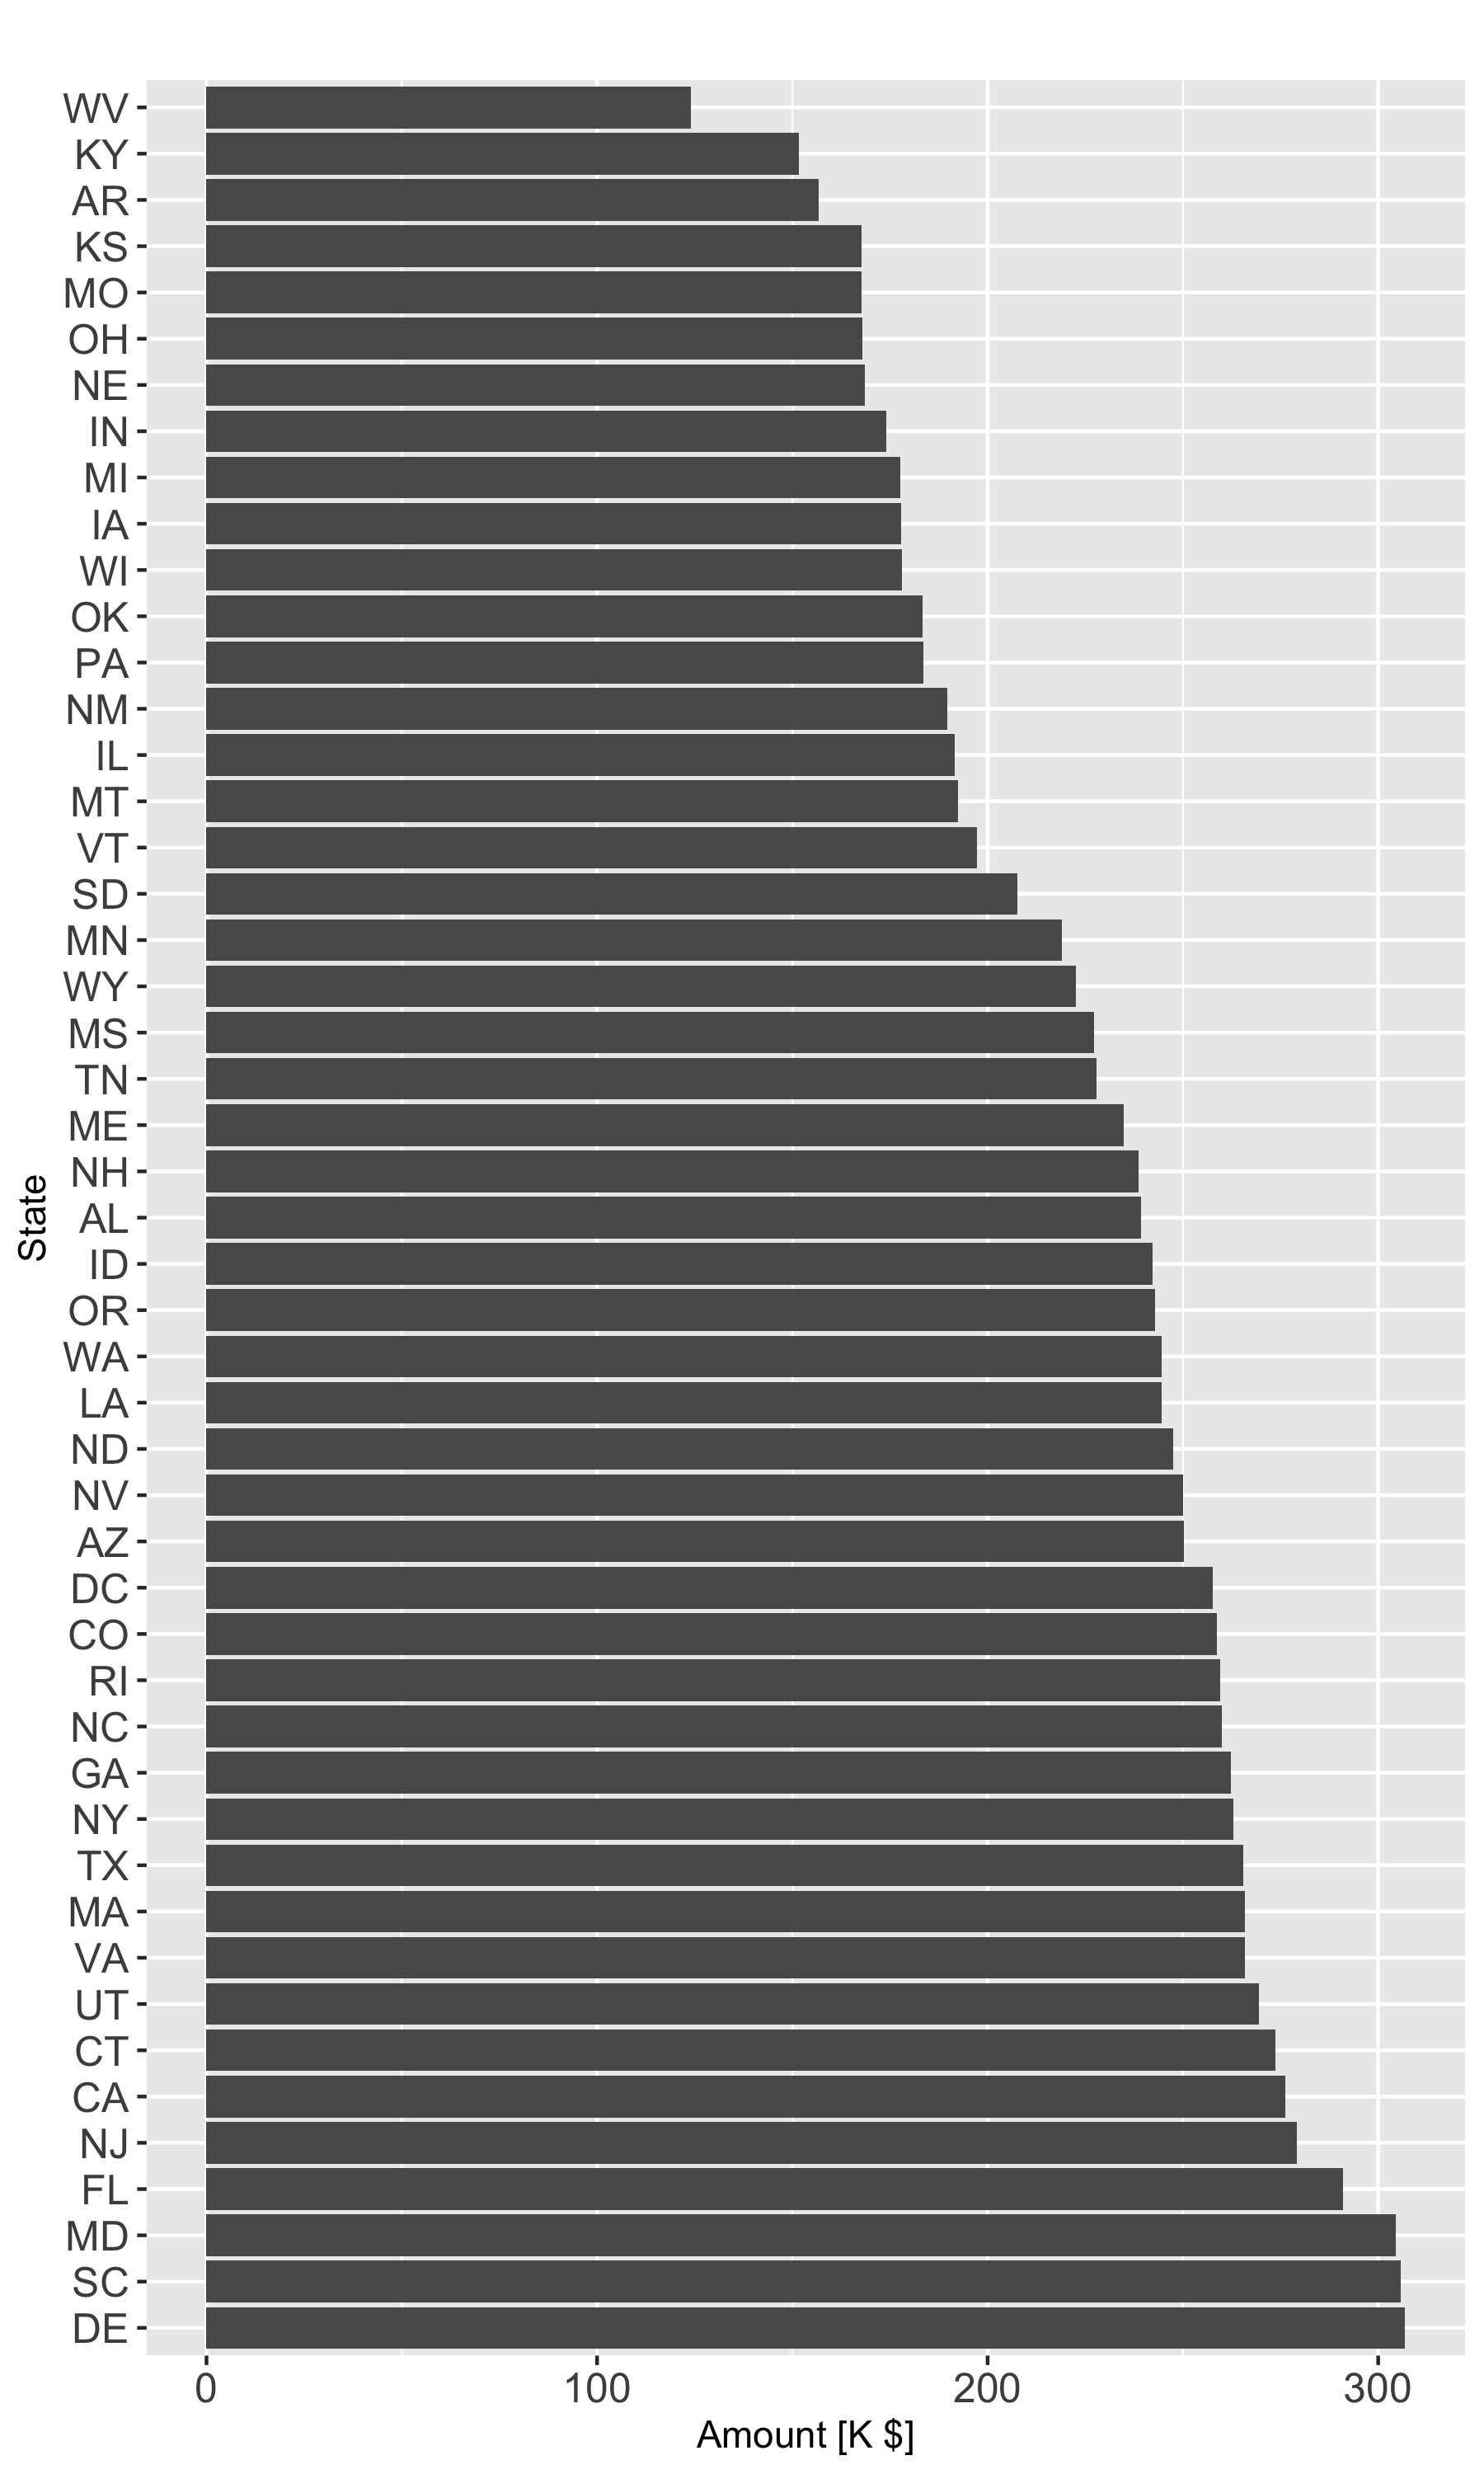 WV
KY
AR
KS
MO
OH
NE
IN
MI
IA
WI
OK
PA
NM
IL
MT
VT
SD
MN
WY
MS
TN
ME
NH
AL
ID
OR
WA
LA
ND
NV
AZ
DC
CO
RI
NC
GA
NY
TX
MA
VA
UT
CT
CA
NJ
FL
MD
SC
DE
State
0 100 200 300
Amount [K $]